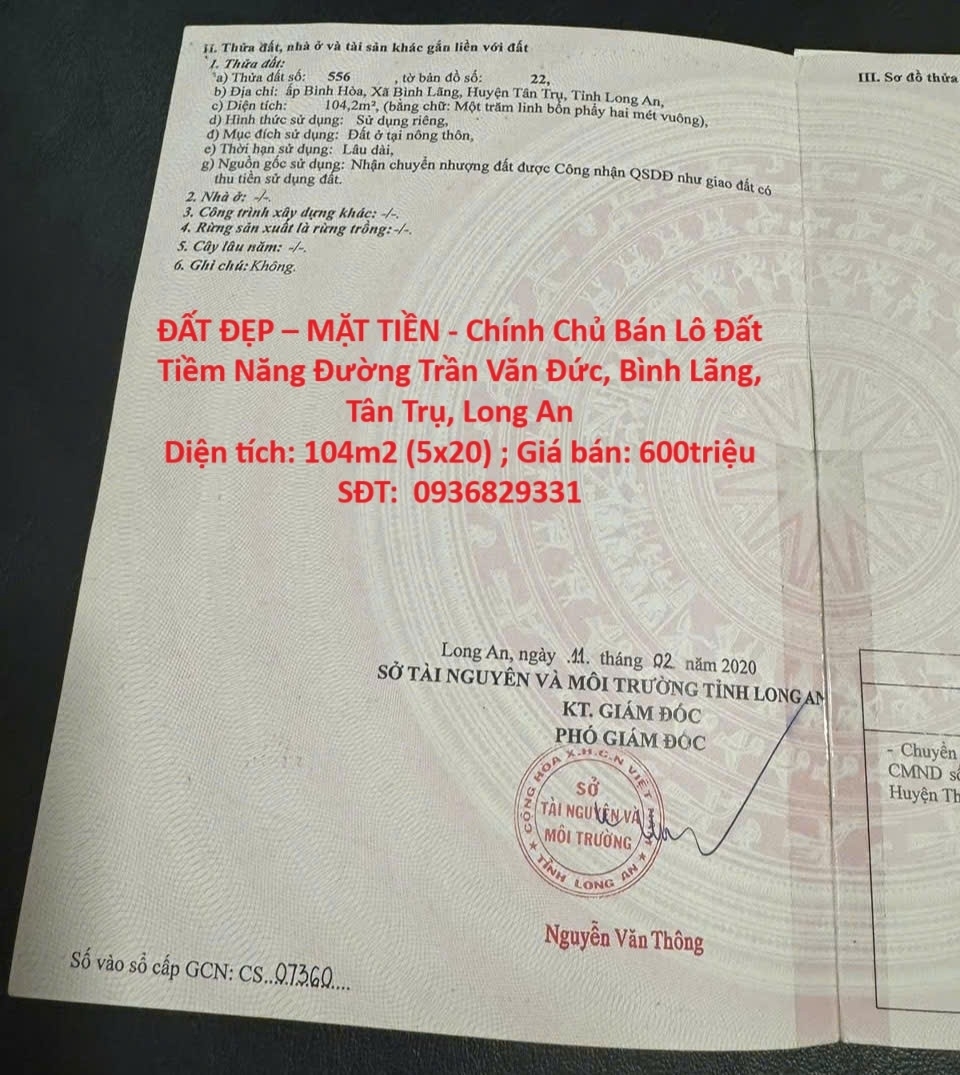 II. Thửa đất, nhà ở và tài sản khác gắn liền với đất
1. Thửa đất:
a) Thửa đất số: 556 , tờ bản đồ số: 22,
b) Địa chỉ: ấp Bình Hòa, Xã Bình Lãng, Huyện Tân Trụ, Tỉnh Long An,
c) Diện tích: 104,2m², (bằng chữ: Một trăm linh bốn phẩy hai mét vuông),
d) Hình thức sử dụng: Sử dụng riêng,
đ) Mục đích sử dụng: Đất ở tại nông thôn,
e) Thời hạn sử dụng: Lâu dài,
g) Nguồn gốc sử dụng: Nhận chuyển nhượng đất được Công nhận QSDĐ như giao đất có
thu tiền sử dụng đất.
2. Nhà ở: -/-.
3. Công trình xây dựng khác: -/-.
4. Rừng sản xuất là rừng trồng: -/-.
5. Cây lâu năm: -/-.
6. Ghi chú: Không.
ĐẤT ĐẸP – MẶT TIỀN - Chính Chủ Bán Lô Đất
Tiềm Năng Đường Trần Văn Đức, Bình Lãng,
Tân Trụ, Long An
Diện tích: 104m2 (5x20) ; Giá bán: 600triệu
SĐT: 0936829331
Long An, ngày .11. tháng 02 năm 2020
SỞ TÀI NGUYÊN VÀ MÔI TRƯỜNG TỈNH LONG AN
KT. GIÁM ĐÓC
PHÓ GIÁM ĐÓC
CỘNG HÒA X.H.C.N VIỆT NAM
SỞ
TÀI NGUYÊN VÀ
MÔI TRƯỜNG
★ TỈNH LONG AN ★
Nguyễn Văn Thông
Số vào sổ cấp GCN: CS..07360....
III. Sơ đồ thửa
- Chuyển
CMND số
Huyện Th